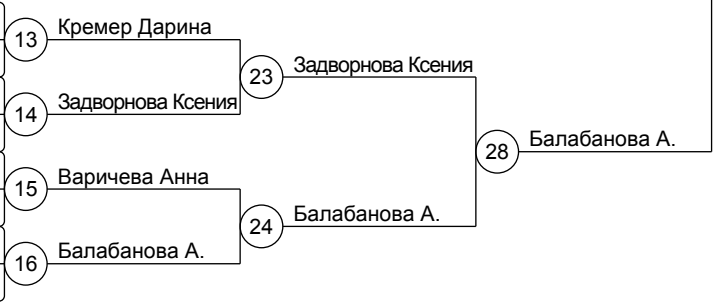 13
Кремер Дарина
23
Задворнова Ксения
14
Задворнова Ксения
28
Балабанова А.
15
Варичева Анна
24
Балабанова А.
16
Балабанова А.